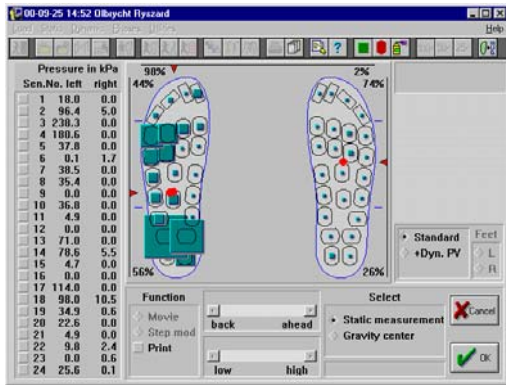 00-09-25 14:52 Olbrycht Ryszard
Load Static Dynamic Bases Utility
Help
Pressure in kPa
Sen.No. left right
1 18.0 0.0
2 96.4 5.0
3 238.3 0.0
4 180.6 0.0
5 37.8 0.0
6 0.1 1.7
7 38.5 0.0
8 35.4 0.0
9 0.0 0.0
10 36.8 0.0
11 4.9 0.0
12 0.0 0.0
13 71.0 0.0
14 78.6 5.5
15 4.7 0.0
16 0.0 0.0
17 114.0 0.0
18 98.0 10.5
19 34.9 0.6
20 22.6 0.0
21 4.9 0.0
22 9.8 2.4
23 0.0 0.6
24 25.6 0.1
98% 2%
44% 74%
56% 26%
Standard
+Dyn. PV
Feet
L
R
Function
Movie
Step mod
Print
back ahead
low high
Select
Static measurement
Gravity center
Cancel
OK